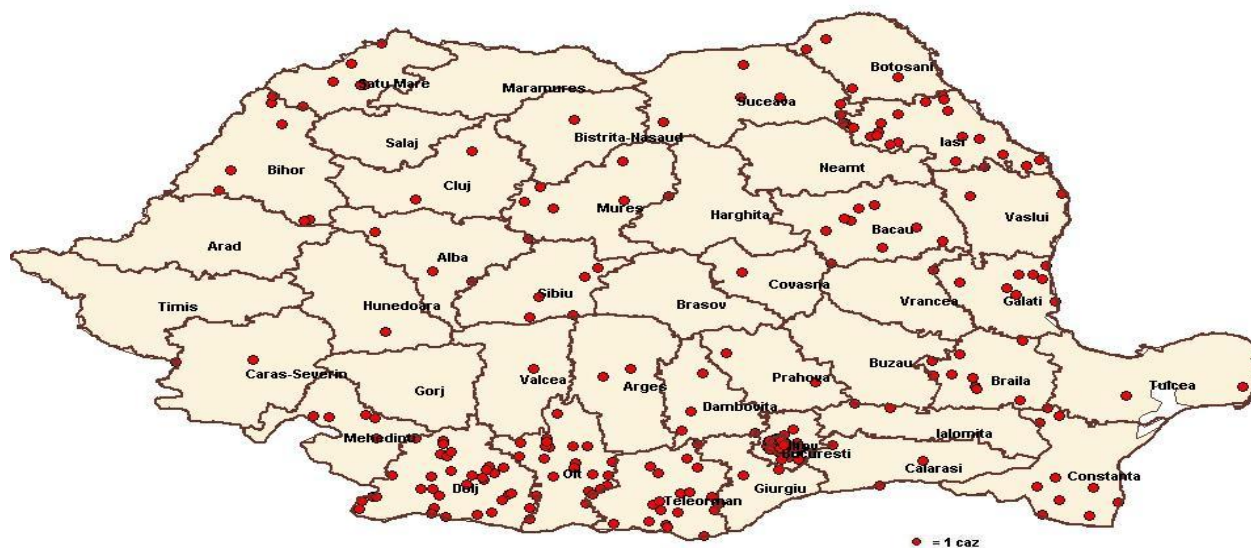 Botosani
Satu Mare
Maramures
Suceava
Bistrita-Nasaud
Salaj
Iasi
Bihor
Cluj
Neamt
Mures
Harghita
Vaslui
Bacau
Arad
Alba
Covasna
Sibiu
Timis
Hunedoara
Brasov
Vrancea
Galati
Buzau
Caras-Severin
Gorj
Valcea
Arges
Prahova
Braila
Tulcea
Dambovita
Mehedinti
Ialomita
Bucuresti
Calarasi
Constanta
Dolj
Olt
Giurgiu
Teleorman
= 1 caz